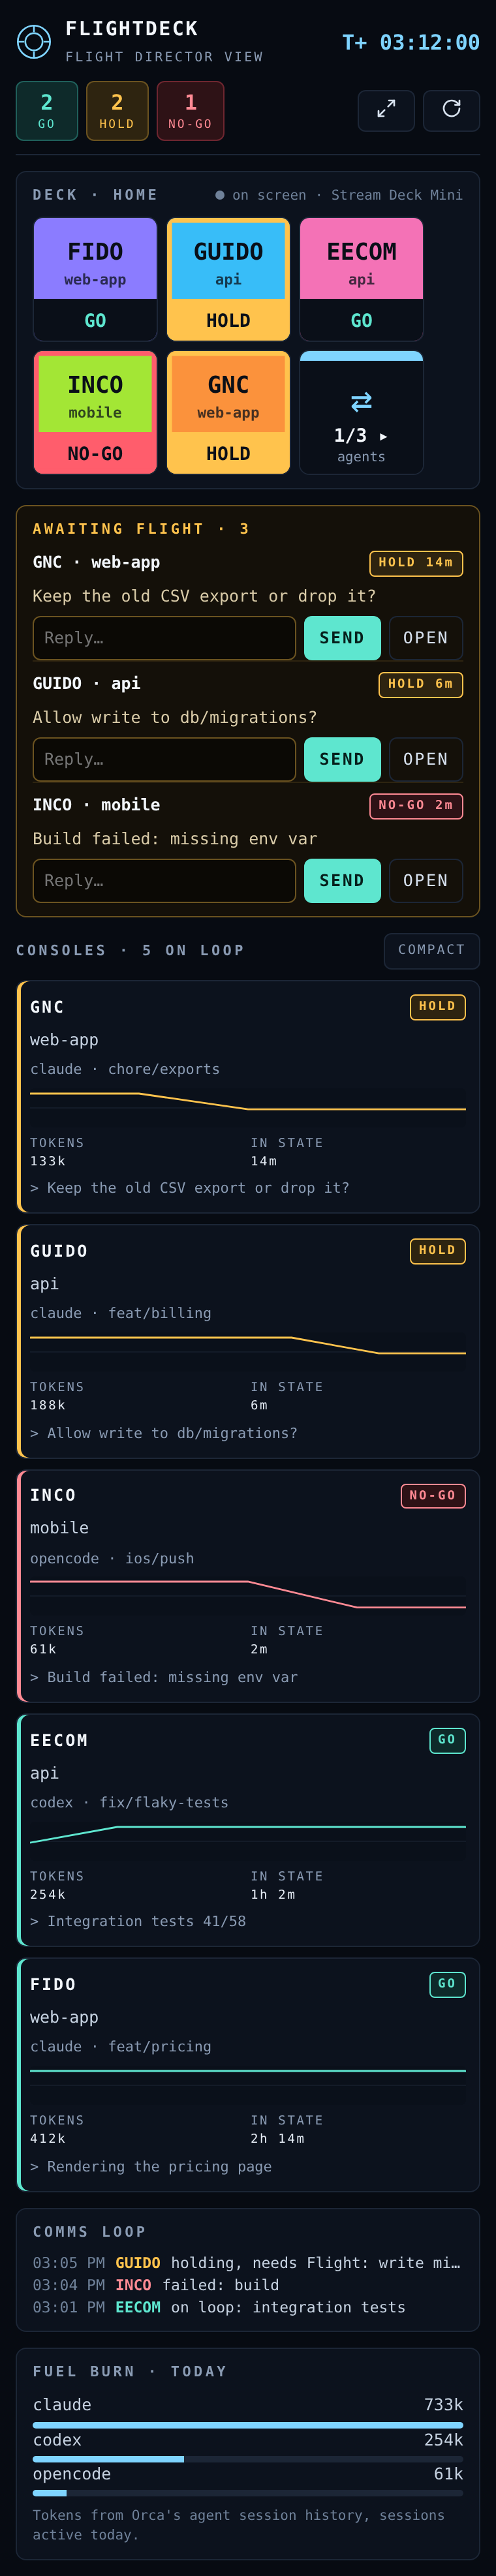 FLIGHTDECK
FLIGHT DIRECTOR VIEW
T+ 03:12:00
2 GO
2 HOLD
1 NO-GO
DECK · HOME
● on screen · Stream Deck Mini
FIDO
web-app
GO
GUIDO
api
HOLD
EECOM
api
GO
INCO
mobile
NO-GO
GNC
web-app
HOLD
⇄
1/3 ▸
agents
AWAITING FLIGHT · 3
GNC · web-app
HOLD 14m
Keep the old CSV export or drop it?
Reply…
SEND
OPEN
GUIDO · api
HOLD 6m
Allow write to db/migrations?
Reply…
SEND
OPEN
INCO · mobile
NO-GO 2m
Build failed: missing env var
Reply…
SEND
OPEN
CONSOLES · 5 ON LOOP
COMPACT
GNC
HOLD
web-app
claude · chore/exports
TOKENS
133k
IN STATE
14m
> Keep the old CSV export or drop it?
GUIDO
HOLD
api
claude · feat/billing
TOKENS
188k
IN STATE
6m
> Allow write to db/migrations?
INCO
NO-GO
mobile
opencode · ios/push
TOKENS
61k
IN STATE
2m
> Build failed: missing env var
EECOM
GO
api
codex · fix/flaky-tests
TOKENS
254k
IN STATE
1h 2m
> Integration tests 41/58
FIDO
GO
web-app
claude · feat/pricing
TOKENS
412k
IN STATE
2h 14m
> Rendering the pricing page
COMMS LOOP
03:05 PM GUIDO holding, needs Flight: write mi…
03:04 PM INCO failed: build
03:01 PM EECOM on loop: integration tests
FUEL BURN · TODAY
claude 733k
codex 254k
opencode 61k
Tokens from Orca's agent session history, sessions
active today.